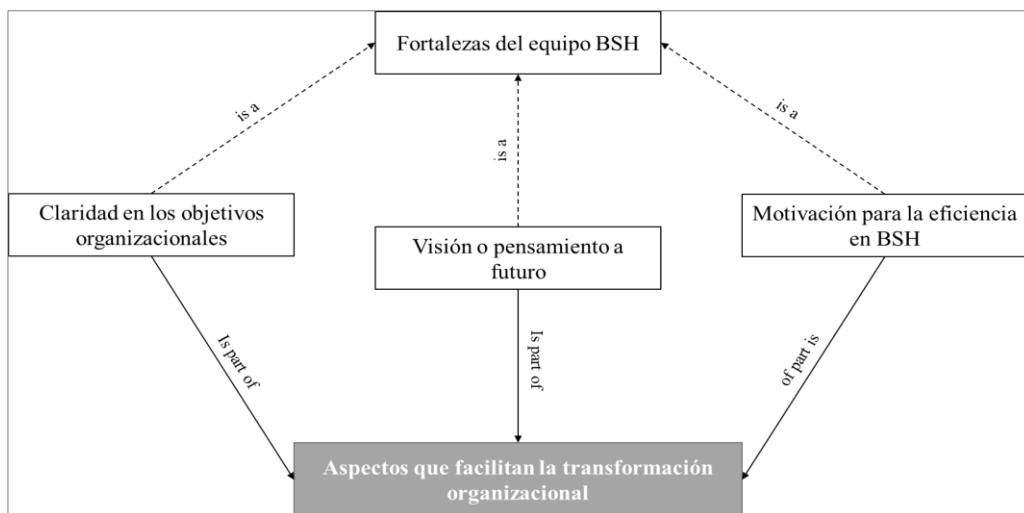 Fortalezas del equipo BSH
is a
is a
is a
Claridad en los objetivos
organizacionales
Visión o pensamiento a
futuro
Motivación para la eficiencia
en BSH
Is part of
Is part of
of part is
Aspectos que facilitan la transformación
organizacional